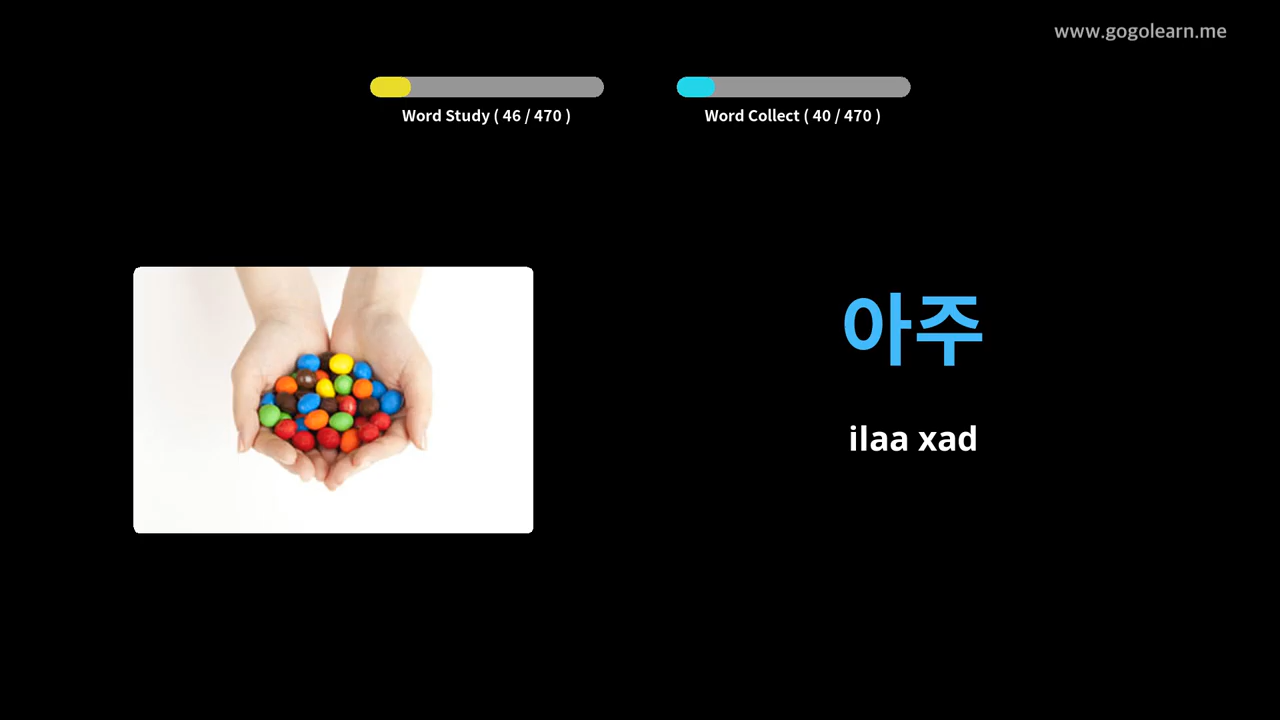 www.gogolearn.me
Word Study ( 46 / 470 )
Word Collect ( 40 / 470 )
아주
ilaa xad